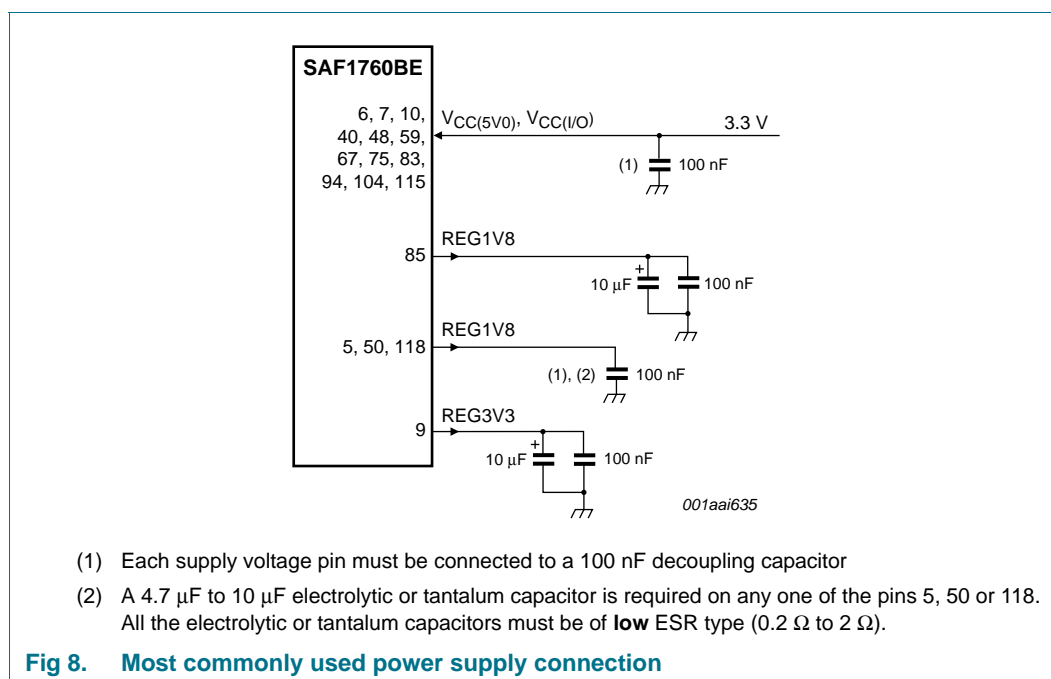 SAF1760BE
6, 7, 10,
40, 48, 59,
67, 75, 83,
94, 104, 115
VCC(5V0), VCC(I/O)
3.3 V
(1)
100 nF
85
REG1V8
+
10 μF
100 nF
5, 50, 118
REG1V8
(1), (2)
100 nF
9
REG3V3
+
10 μF
100 nF
001aai635
(1) Each supply voltage pin must be connected to a 100 nF decoupling capacitor
(2) A 4.7 μF to 10 μF electrolytic or tantalum capacitor is required on any one of the pins 5, 50 or 118.
All the electrolytic or tantalum capacitors must be of low ESR type (0.2 Ω to 2 Ω).
Fig 8. Most commonly used power supply connection